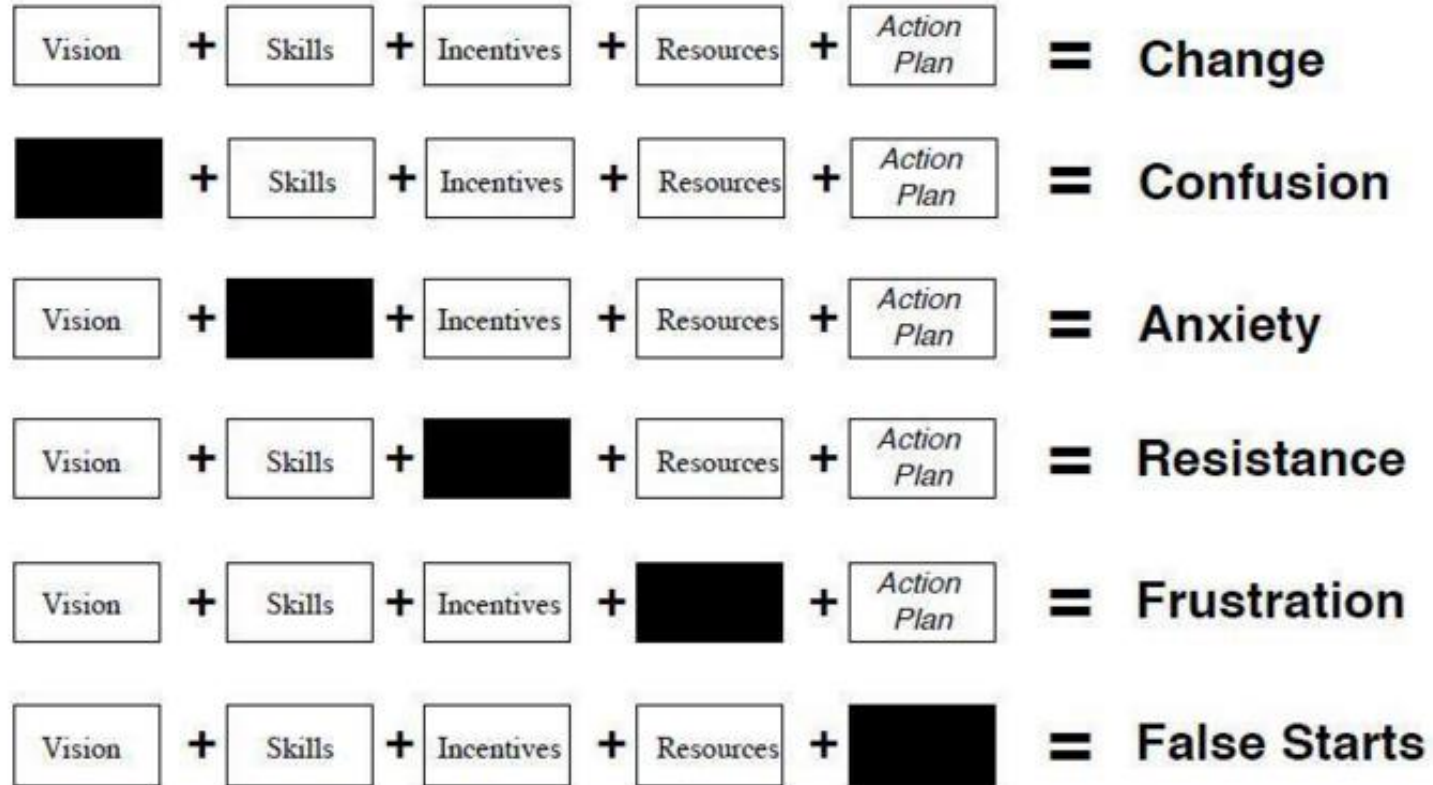 Vision + Skills + Incentives + Resources + Action Plan = Change
+ Skills + Incentives + Resources + Action Plan = Confusion
Vision + + Incentives + Resources + Action Plan = Anxiety
Vision + Skills + + Resources + Action Plan = Resistance
Vision + Skills + Incentives + + Action Plan = Frustration
Vision + Skills + Incentives + Resources + = False Starts